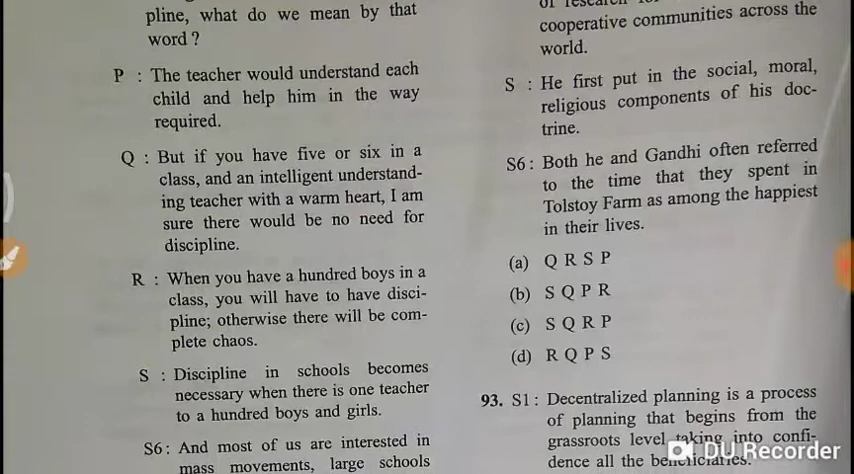 pline, what do we mean by that
word ?
P : The teacher would understand each
child and help him in the way
required.
Q : But if you have five or six in a
class, and an intelligent understand-
ing teacher with a warm heart, I am
sure there would be no need for
discipline.
R : When you have a hundred boys in a
class, you will have to have disci-
pline; otherwise there will be com-
plete chaos.
S : Discipline in schools becomes
necessary when there is one teacher
to a hundred boys and girls.
S6 : And most of us are interested in
mass movements, large schools
of research
cooperative communities across the
world.
S : He first put in the social, moral,
religious components of his doc-
trine.
S6 : Both he and Gandhi often referred
to the time that they spent in
Tolstoy Farm as among the happiest
in their lives.
(a) Q R S P
(b) S Q P R
(c) S Q R P
(d) R Q P S
93. S1 : Decentralized planning is a process
of planning that begins from the
grassroots level taking into confi-
dence all the beneficiaries.
DU Recorder